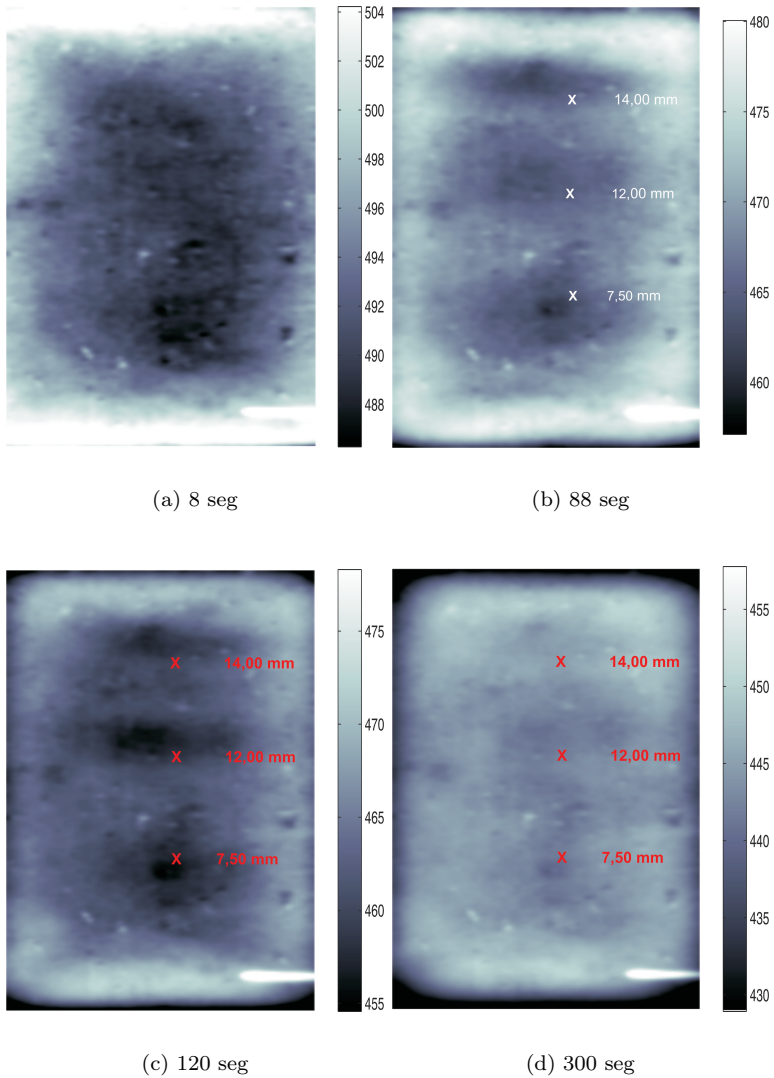 504
500
498
496
494
492
490
488
480
475
470
465
460
X 14,00 mm
X 12,00 mm
X 7,50 mm
(a) 8 seg
(b) 88 seg
475
470
465
460
455
X 14,00 mm
X 12,00 mm
X 7,50 mm
455
450
445
440
435
430
X 14,00 mm
X 12,00 mm
X 7,50 mm
(c) 120 seg
(d) 300 seg